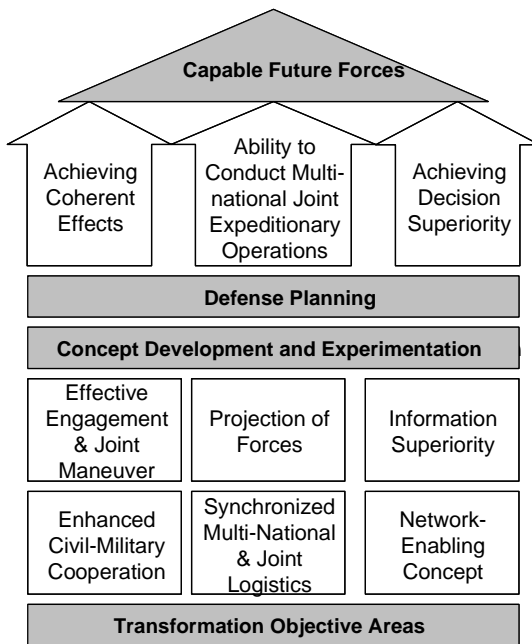 Capable Future Forces
Achieving
Coherent
Effects
Ability to
Conduct Multi-
national Joint
Expeditionary
Operations
Achieving
Decision
Superiority
Defense Planning
Concept Development and Experimentation
Effective
Engagement
& Joint
Maneuver
Projection of
Forces
Information
Superiority
Enhanced
Civil-Military
Cooperation
Synchronized
Multi-National
& Joint
Logistics
Network-
Enabling
Concept
Transformation Objective Areas